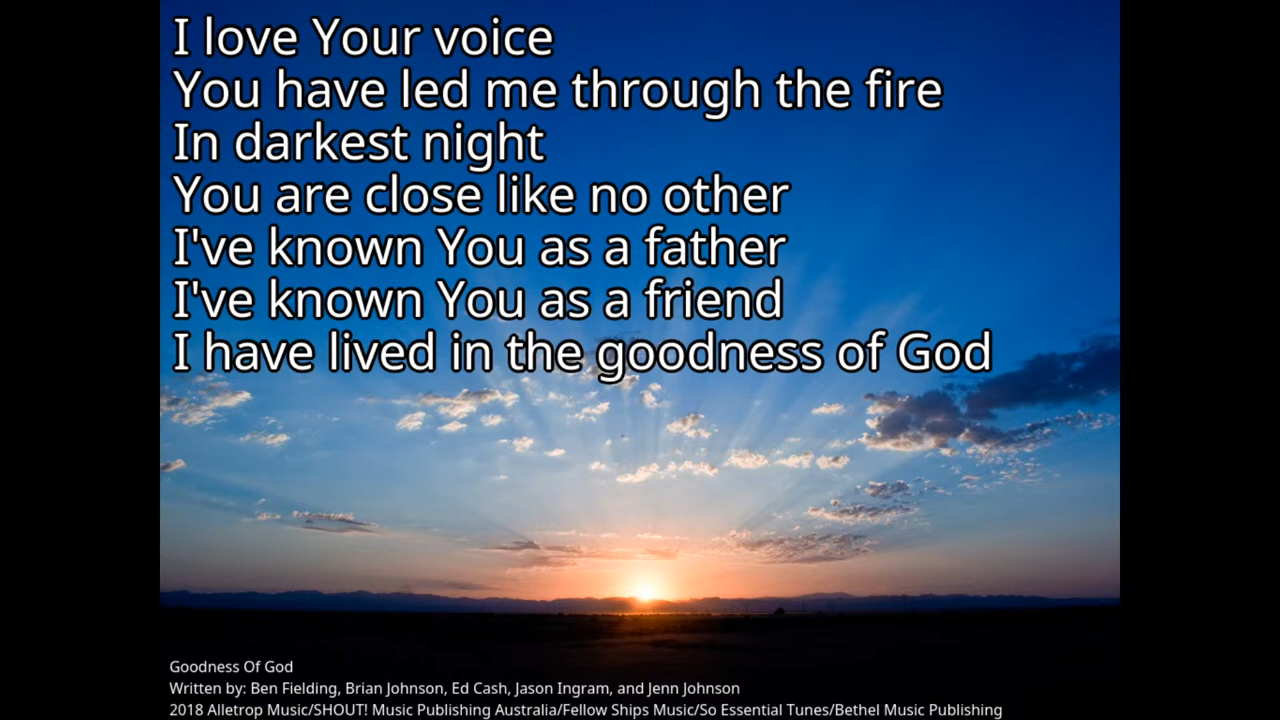 I love Your voice
You have led me through the fire
In darkest night
You are close like no other
I've known You as a father
I've known You as a friend
I have lived in the goodness of God
Goodness Of God
Written by: Ben Fielding, Brian Johnson, Ed Cash, Jason Ingram, and Jenn Johnson
2018 Alletrop Music/SHOUT! Music Publishing Australia/Fellow Ships Music/So Essential Tunes/Bethel Music Publishing